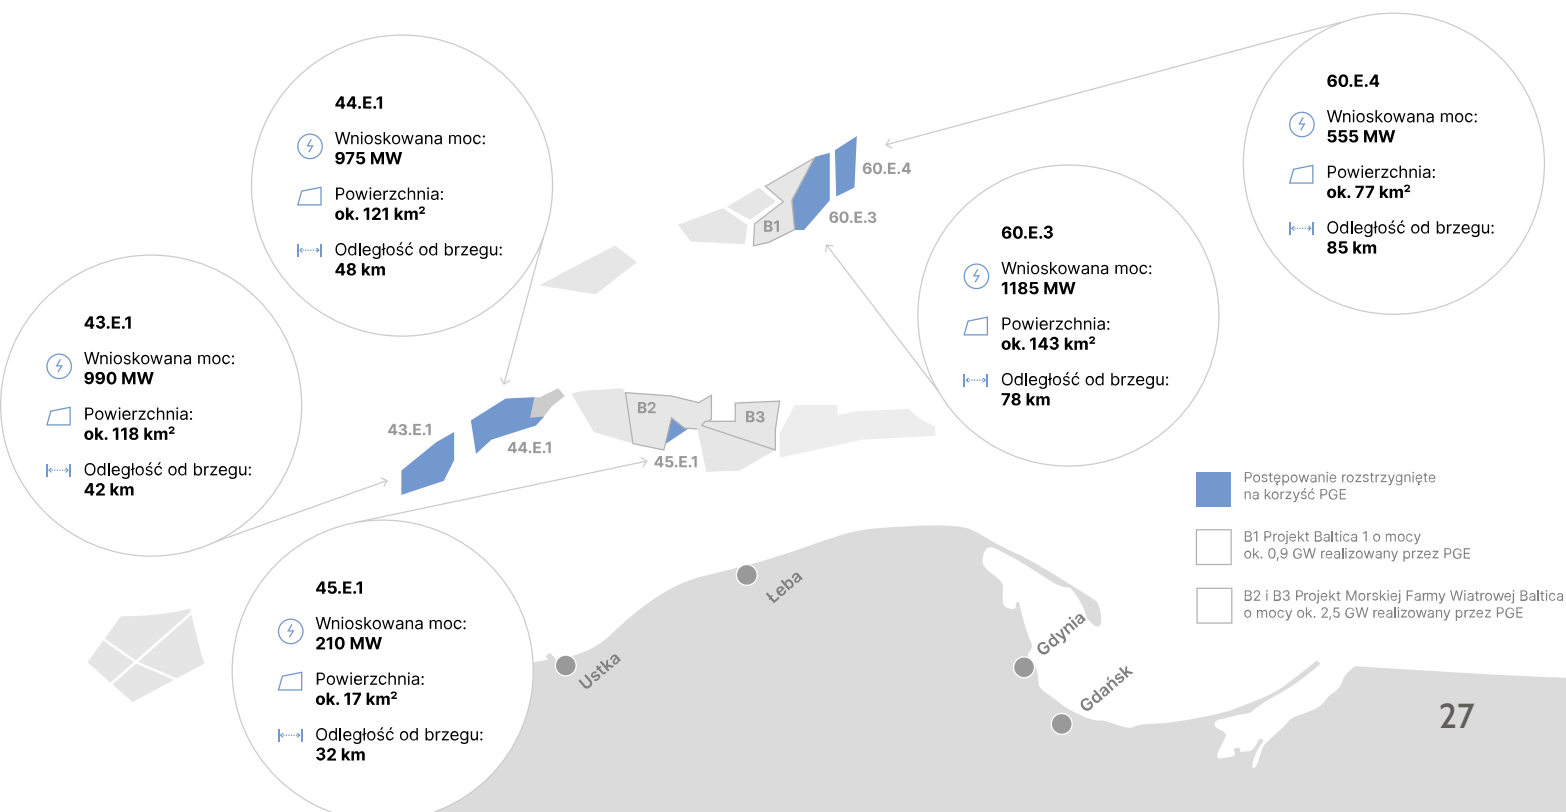 44.E.1
Wnioskowana moc:
975 MW
Powierzchnia:
ok. 121 km²
Odległość od brzegu:
48 km
60.E.4
Wnioskowana moc:
555 MW
Powierzchnia:
ok. 77 km²
Odległość od brzegu:
85 km
60.E.3
Wnioskowana moc:
1185 MW
Powierzchnia:
ok. 143 km²
Odległość od brzegu:
78 km
43.E.1
Wnioskowana moc:
990 MW
Powierzchnia:
ok. 118 km²
Odległość od brzegu:
42 km
45.E.1
Wnioskowana moc:
210 MW
Powierzchnia:
ok. 17 km²
Odległość od brzegu:
32 km
60.E.4
60.E.3
B1
B2
B3
43.E.1
44.E.1
45.E.1
Łeba
Ustka
Gdynia
Gdańsk
Postępowanie rozstrzygnięte
na korzyść PGE
B1 Projekt Baltica 1 o mocy
ok. 0,9 GW realizowany przez PGE
B2 i B3 Projekt Morskiej Farmy Wiatrowej Baltica
o mocy ok. 2,5 GW realizowany przez PGE
27